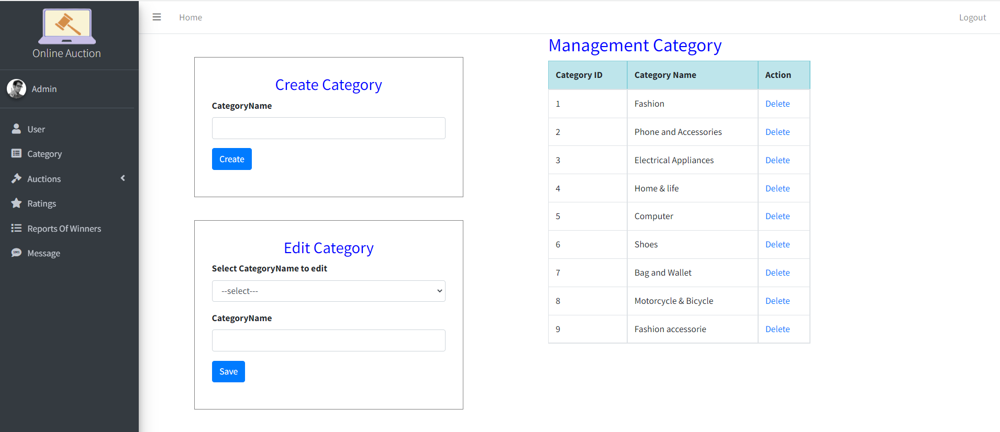 Online Auction
Admin
User
Category
Auctions
Ratings
Reports Of Winners
SMS Message
Home
Logout
Create Category
CategoryName
Create
Edit Category
Select CategoryName to edit
--select---
CategoryName
Save
Management Category
Category ID Category Name Action
1 Fashion Delete
2 Phone and Accessories Delete
3 Electrical Appliances Delete
4 Home & life Delete
5 Computer Delete
6 Shoes Delete
7 Bag and Wallet Delete
8 Motorcycle & Bicycle Delete
9 Fashion accessorie Delete